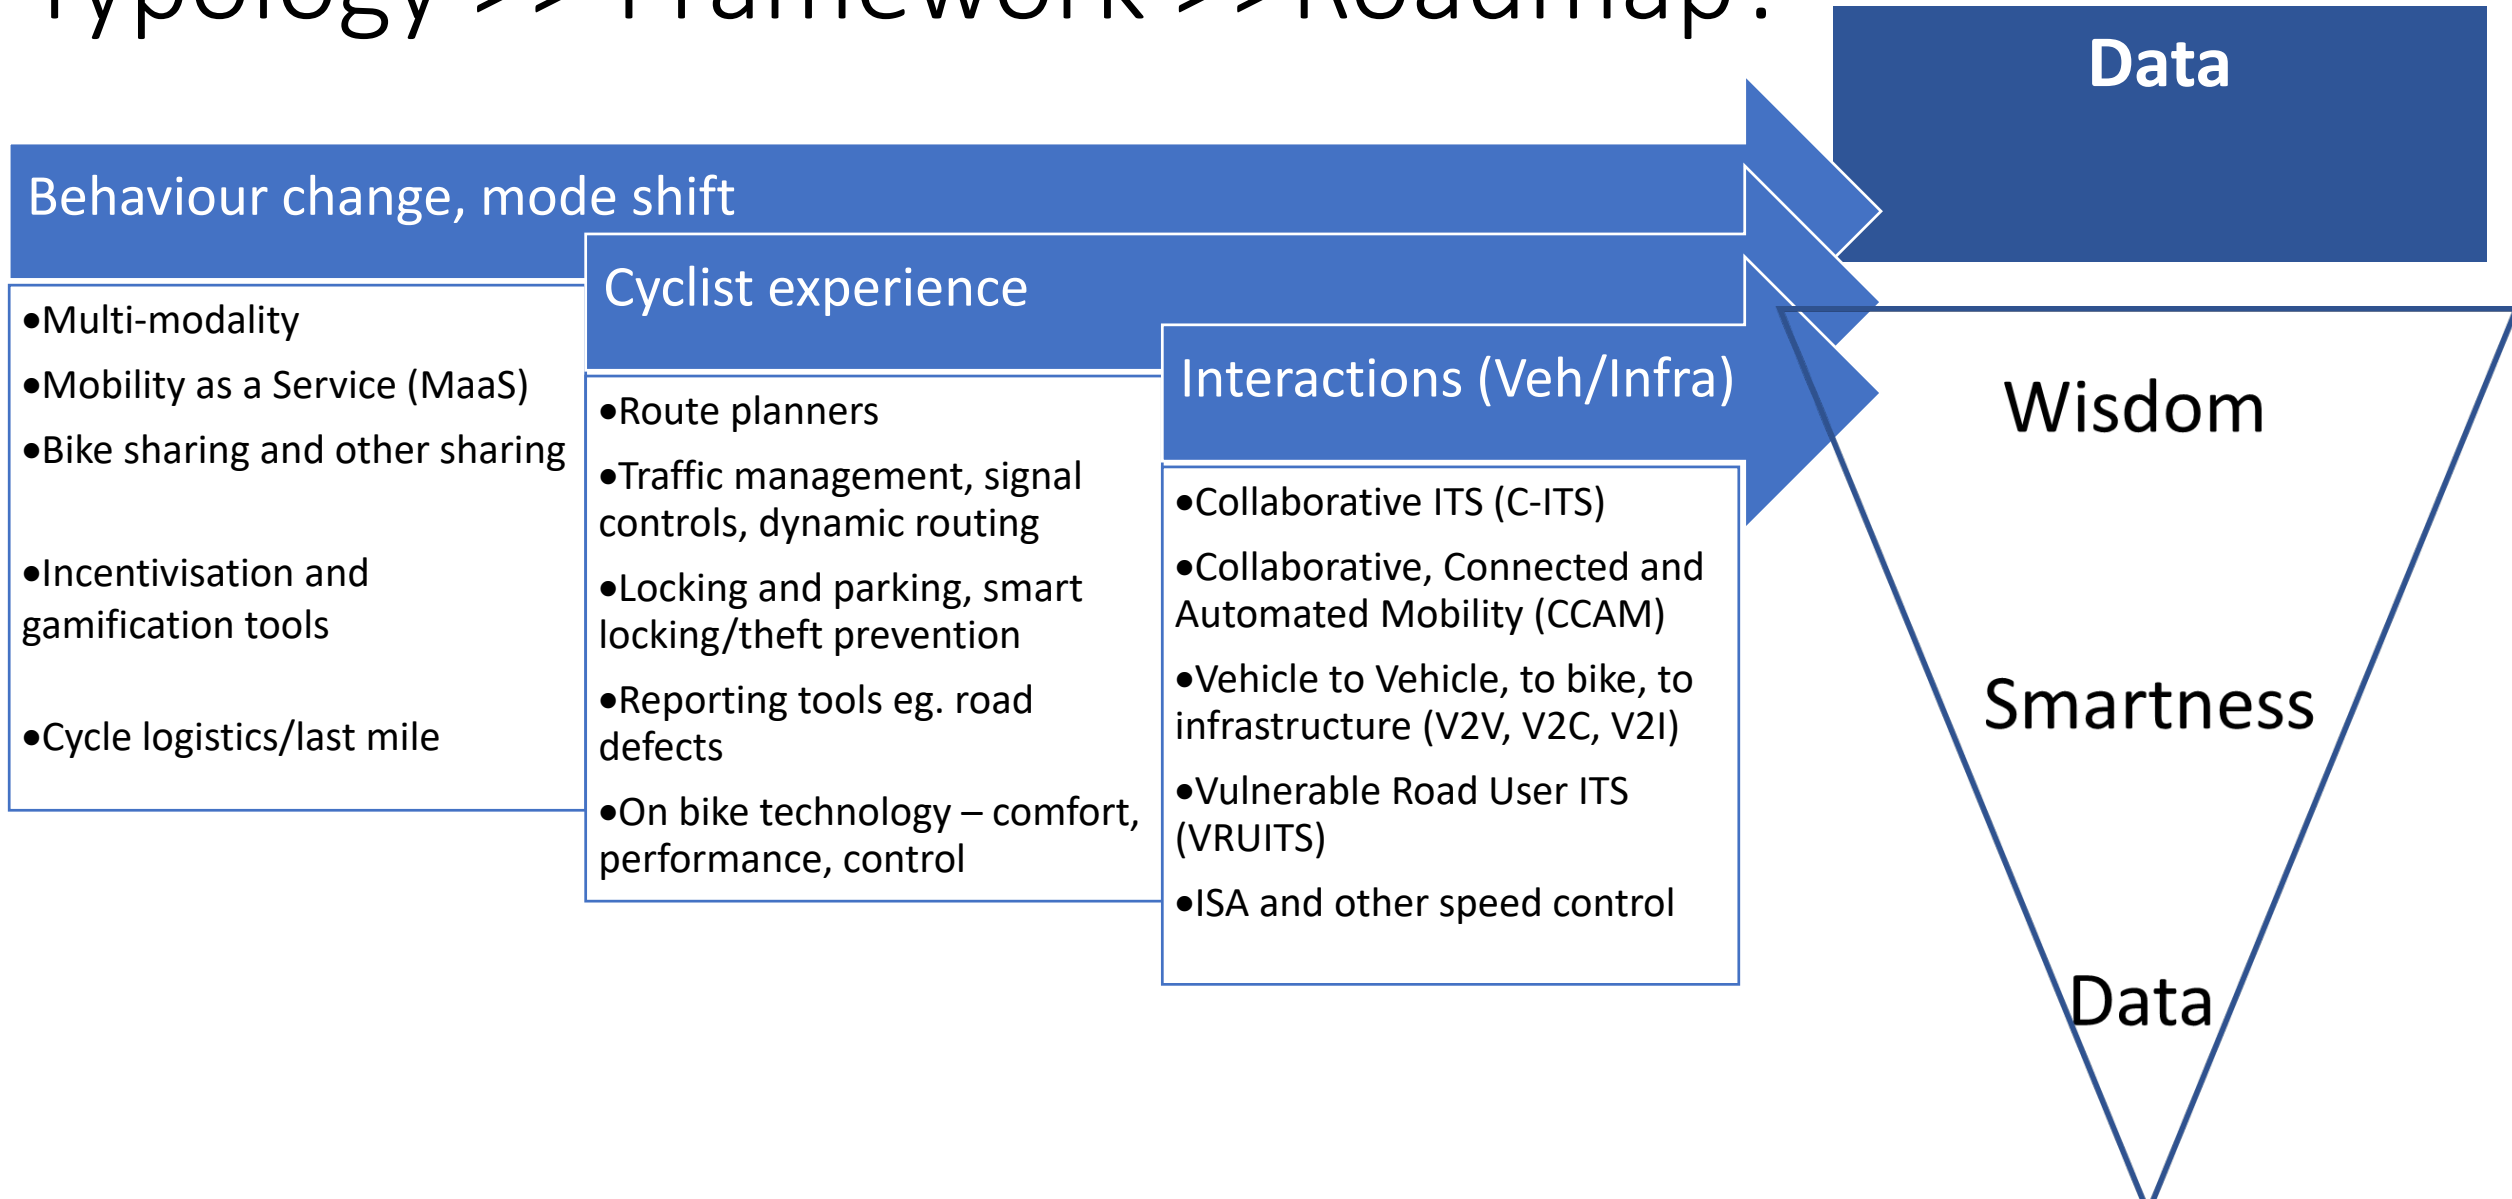 Typology >> Framework >>Roadmap?
Data
Behaviour change, mode shift
•Multi-modality
•Mobility as a Service (MaaS)
•Bike sharing and other sharing
•Incentivisation and
gamification tools
•Cycle logistics/last mile
Cyclist experience
•Route planners
•Traffic management, signal
controls, dynamic routing
•Locking and parking, smart
locking/theft prevention
•Reporting tools eg. road
defects
•On bike technology – comfort,
performance, control
Interactions (Veh/Infra)
•Collaborative ITS (C-ITS)
•Collaborative, Connected and
Automated Mobility (CCAM)
•Vehicle to Vehicle, to bike, to
infrastructure (V2V, V2C, V2I)
•Vulnerable Road User ITS
(VRUITS)
•ISA and other speed control
Wisdom
Smartness
Data